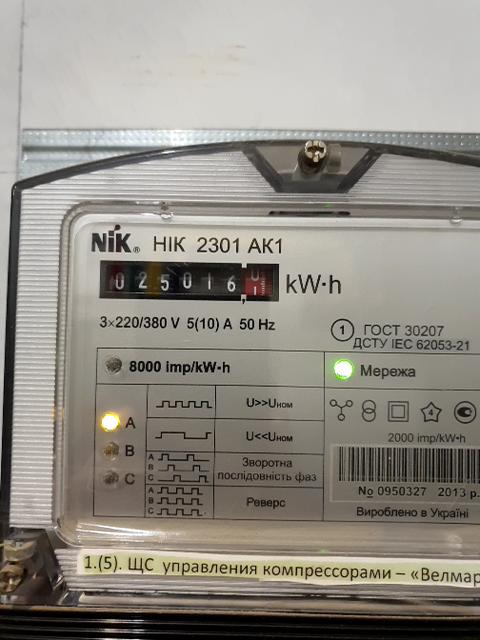 NiK® НІК 2301 АК1
025016 kW·h
3×220/380 V 5(10) A 50 Hz
1 ГОСТ 30207
ДСТУ ІЕС 62053-21
8000 imp/kW·h
Мережа
A
B
C
U>>Uном
U<<Uном
A
B
C
Зворотна
послідовність фаз
A
B
C
Реверс
4
2000 imp/kW·h
№ 0950327 2013 р.
Вироблено в Україні
1.(5). ЩС управления компрессорами – «Велмар